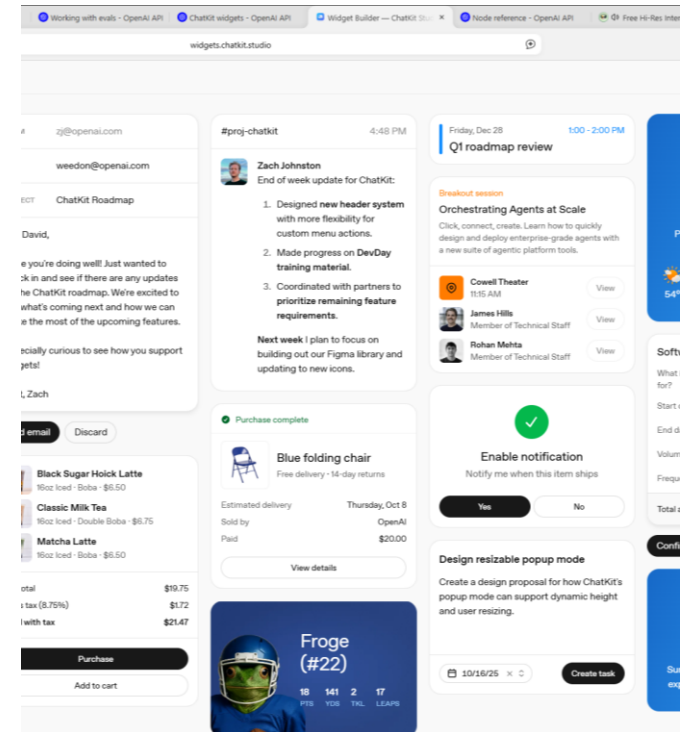 Working with evals - OpenAI API
ChatKit widgets - OpenAI API
Widget Builder — ChatKit Stu
Node reference - OpenAI API
Free Hi-Res Inter
widgets.chatkit.studio
zj@openai.com
weedon@openai.com
ECT
ChatKit Roadmap
David,
e you're doing well! Just wanted to
ck in and see if there are any updates
he ChatKit roadmap. We're excited to
what's coming next and how we can
e the most of the upcoming features.
ecially curious to see how you support
gets!
t, Zach
d email
Discard
Black Sugar Hoick Latte
16oz Iced · Boba · $6.50
Classic Milk Tea
16oz Iced · Double Boba · $6.75
Matcha Latte
16oz Iced · Boba · $6.50
otal
$19.75
s tax (8.75%)
$1.72
l with tax
$21.47
Purchase
Add to cart
#proj-chatkit
4:48 PM
Zach Johnston
End of week update for ChatKit:
1. Designed new header system
with more flexibility for
custom menu actions.
2. Made progress on DevDay
training material.
3. Coordinated with partners to
prioritize remaining feature
requirements.
Next week I plan to focus on
building out our Figma library and
updating to new icons.
Purchase complete
Blue folding chair
Free delivery · 14-day returns
Estimated delivery
Thursday, Oct 8
Sold by
OpenAI
Paid
$20.00
View details
Froge
(#22)
18 141 2 17
PTS YDS TKL LEAPS
Friday, Dec 28
1:00 - 2:00 PM
Q1 roadmap review
Breakout session
Orchestrating Agents at Scale
Click, connect, create. Learn how to quickly
design and deploy enterprise-grade agents with
a new suite of agentic platform tools.
Cowell Theater
11:15 AM
View
James Hills
Member of Technical Staff
View
Rohan Mehta
Member of Technical Staff
View
Enable notification
Notify me when this item ships
Yes
No
Design resizable popup mode
Create a design proposal for how ChatKit's
popup mode can support dynamic height
and user resizing.
10/16/25
Create task
P
54°
Softw
What i
for?
Start d
End da
Volum
Freque
Total a
Confi
Sur
exp